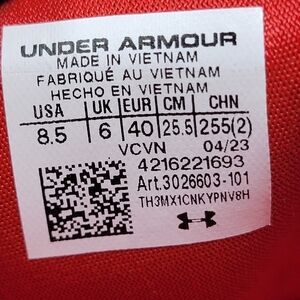 UNDER ARMOUR
MADE IN VIETNAM
FABRIQUÉ AU VIETNAM
HECHO EN VIETNAM
USA UK EUR CM CHN
8.5 6 40 25.5 255(2)
VCVN 04/23
4216221693
Art.3026603-101
TH3MX1CNKYPNV8H